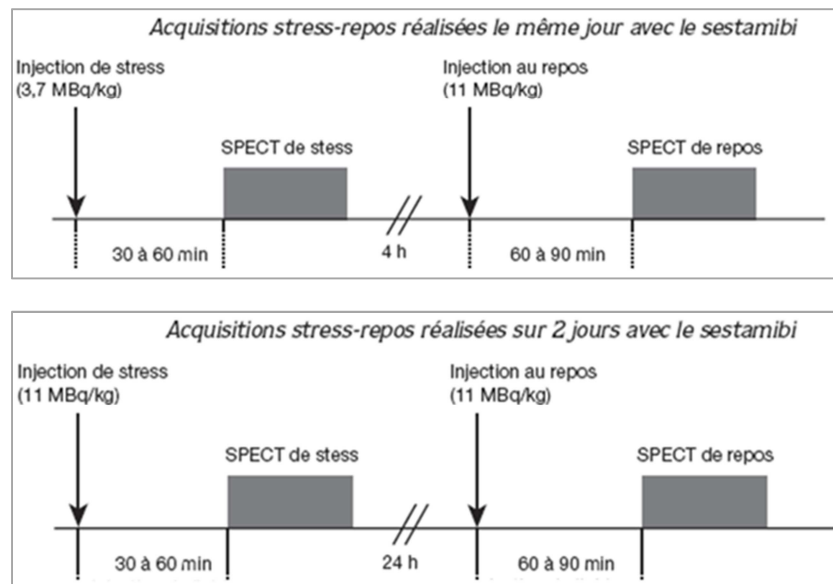 Acquisitions stress-repos réalisées le même jour avec le sestamibi
Injection de stress
(3,7 MBq/kg)
Injection au repos
(11 MBq/kg)
SPECT de stess
SPECT de repos
30 à 60 min
4 h
60 à 90 min
Acquisitions stress-repos réalisées sur 2 jours avec le sestamibi
Injection de stress
(11 MBq/kg)
Injection au repos
(11 MBq/kg)
SPECT de stess
SPECT de repos
30 à 60 min
24 h
60 à 90 min